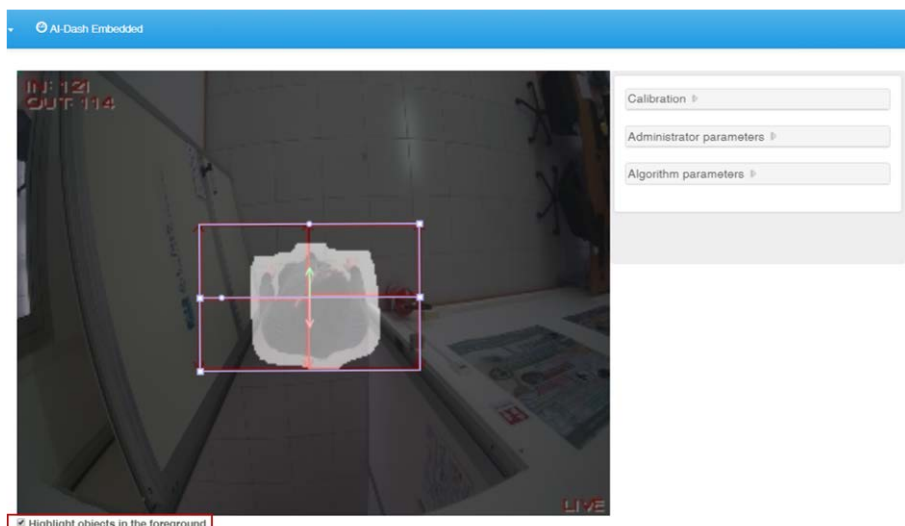 AI-Dash Embedded
IN: 121
OUT: 114
Calibration
Administrator parameters
Algorithm parameters
LIVE
Highlight objects in the foreground